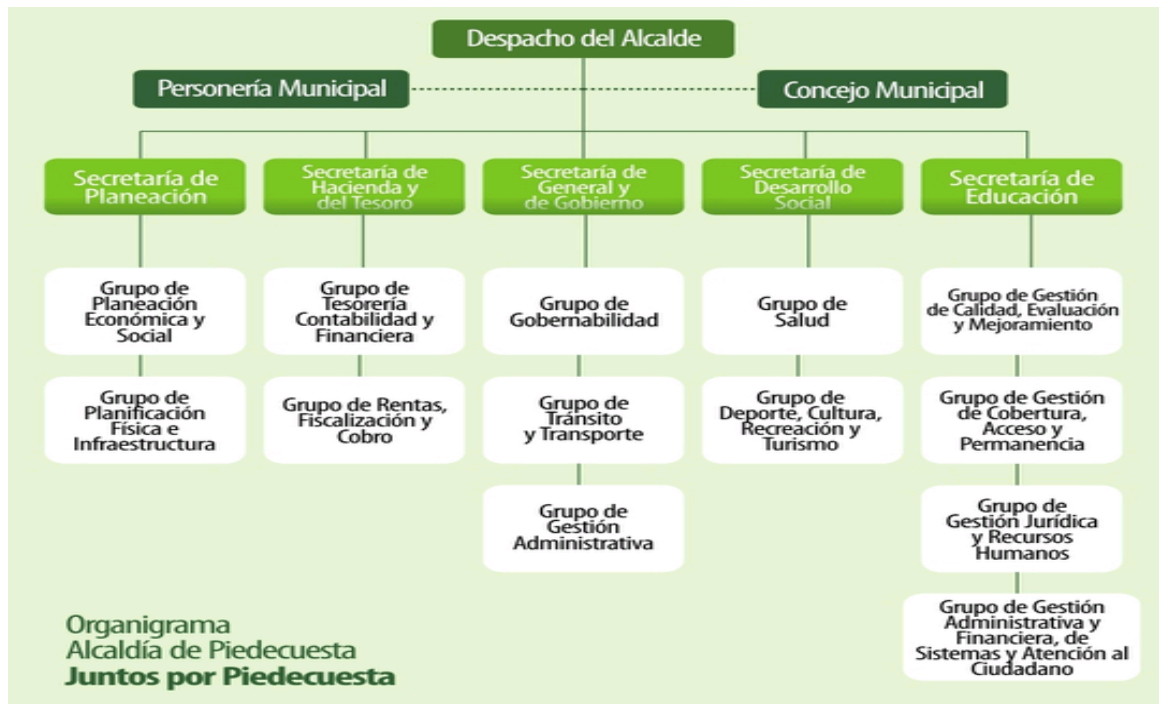 Despacho del Alcalde
Personería Municipal
Concejo Municipal
Secretaría de
Planeación
Secretaría de
Hacienda y
del Tesoro
Secretaría de
General y
de Gobierno
Secretaría de
Desarrollo
Social
Secretaría de
Educación
Grupo de
Planeación
Económica y
Social
Grupo de
Tesorería
Contabilidad y
Financiera
Grupo de
Gobernabilidad
Grupo de
Salud
Grupo de Gestión
de Calidad, Evaluación
y Mejoramiento
Grupo de
Planificación
Física e
Infraestructura
Grupo de Rentas,
Fiscalización y
Cobro
Grupo de
Tránsito
y Transporte
Grupo de
Deporte, Cultura,
Recreación y
Turismo
Grupo de Gestión
de Cobertura,
Acceso y
Permanencia
Grupo de
Gestión
Administrativa
Grupo de
Gestión Jurídica
y Recursos
Humanos
Grupo de Gestión
Administrativa y
Financiera, de
Sistemas y Atención al
Ciudadano
Organigrama
Alcaldía de Piedecuesta
Juntos por Piedecuesta